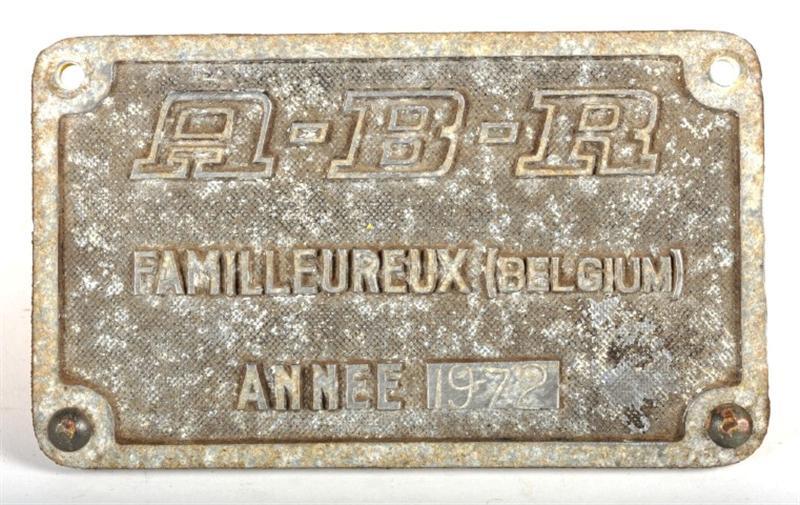 A-B-R
FAMILLEUREUX (BELGIUM)
ANNEE 1972